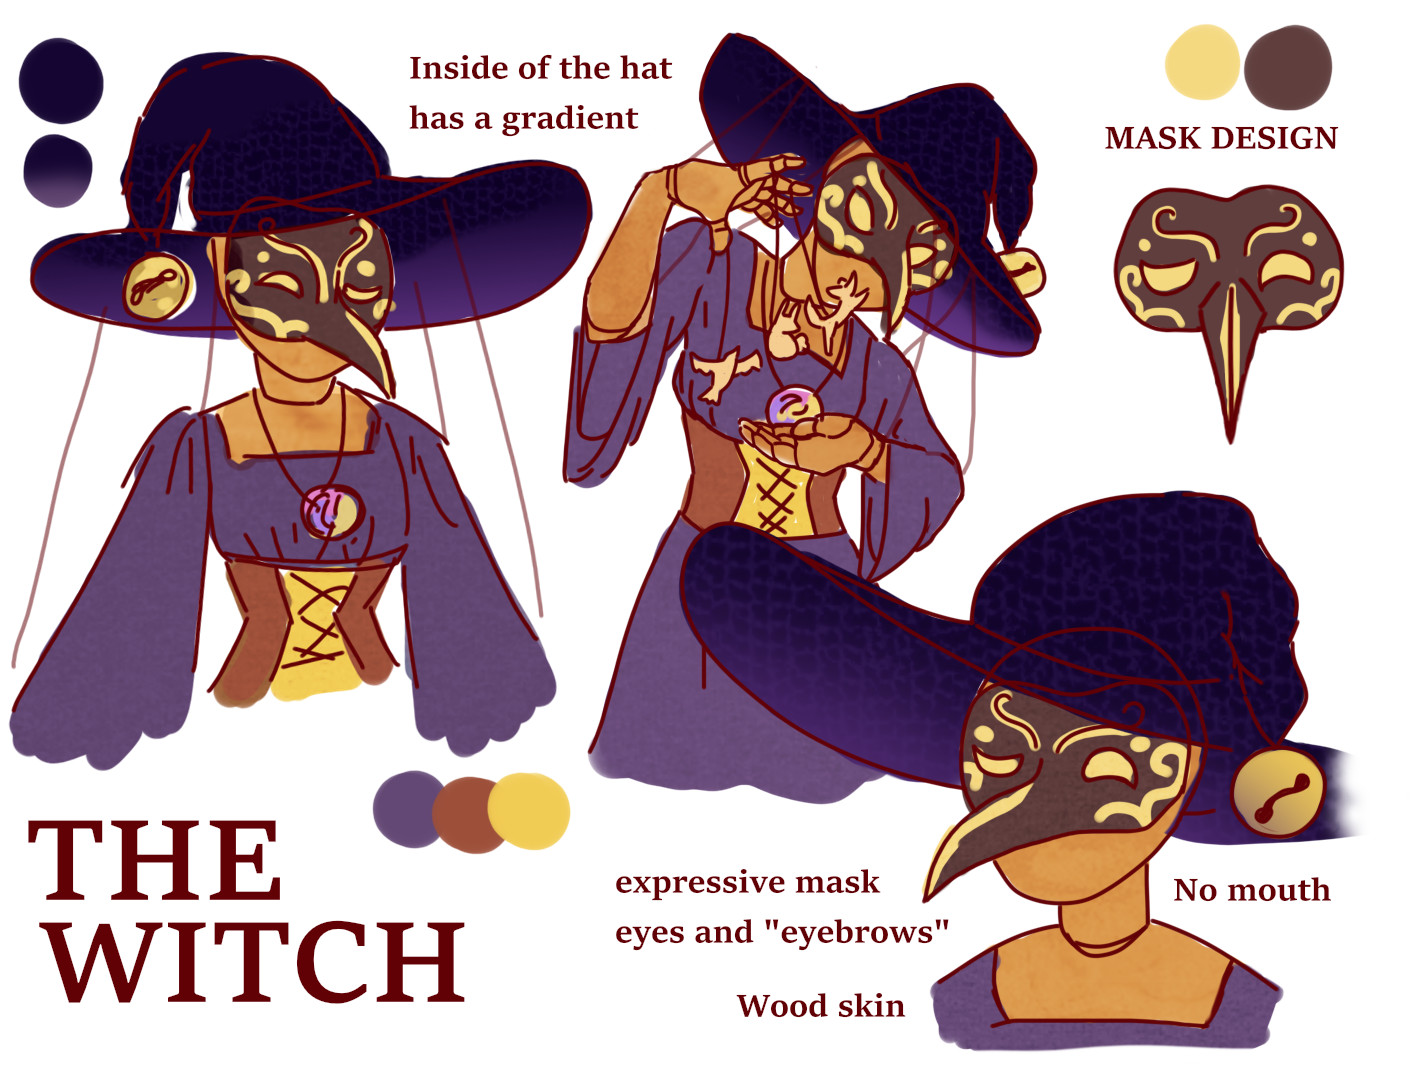 Inside of the hat
has a gradient
MASK DESIGN
THE
WITCH
expressive mask
eyes and "eyebrows"
No mouth
Wood skin